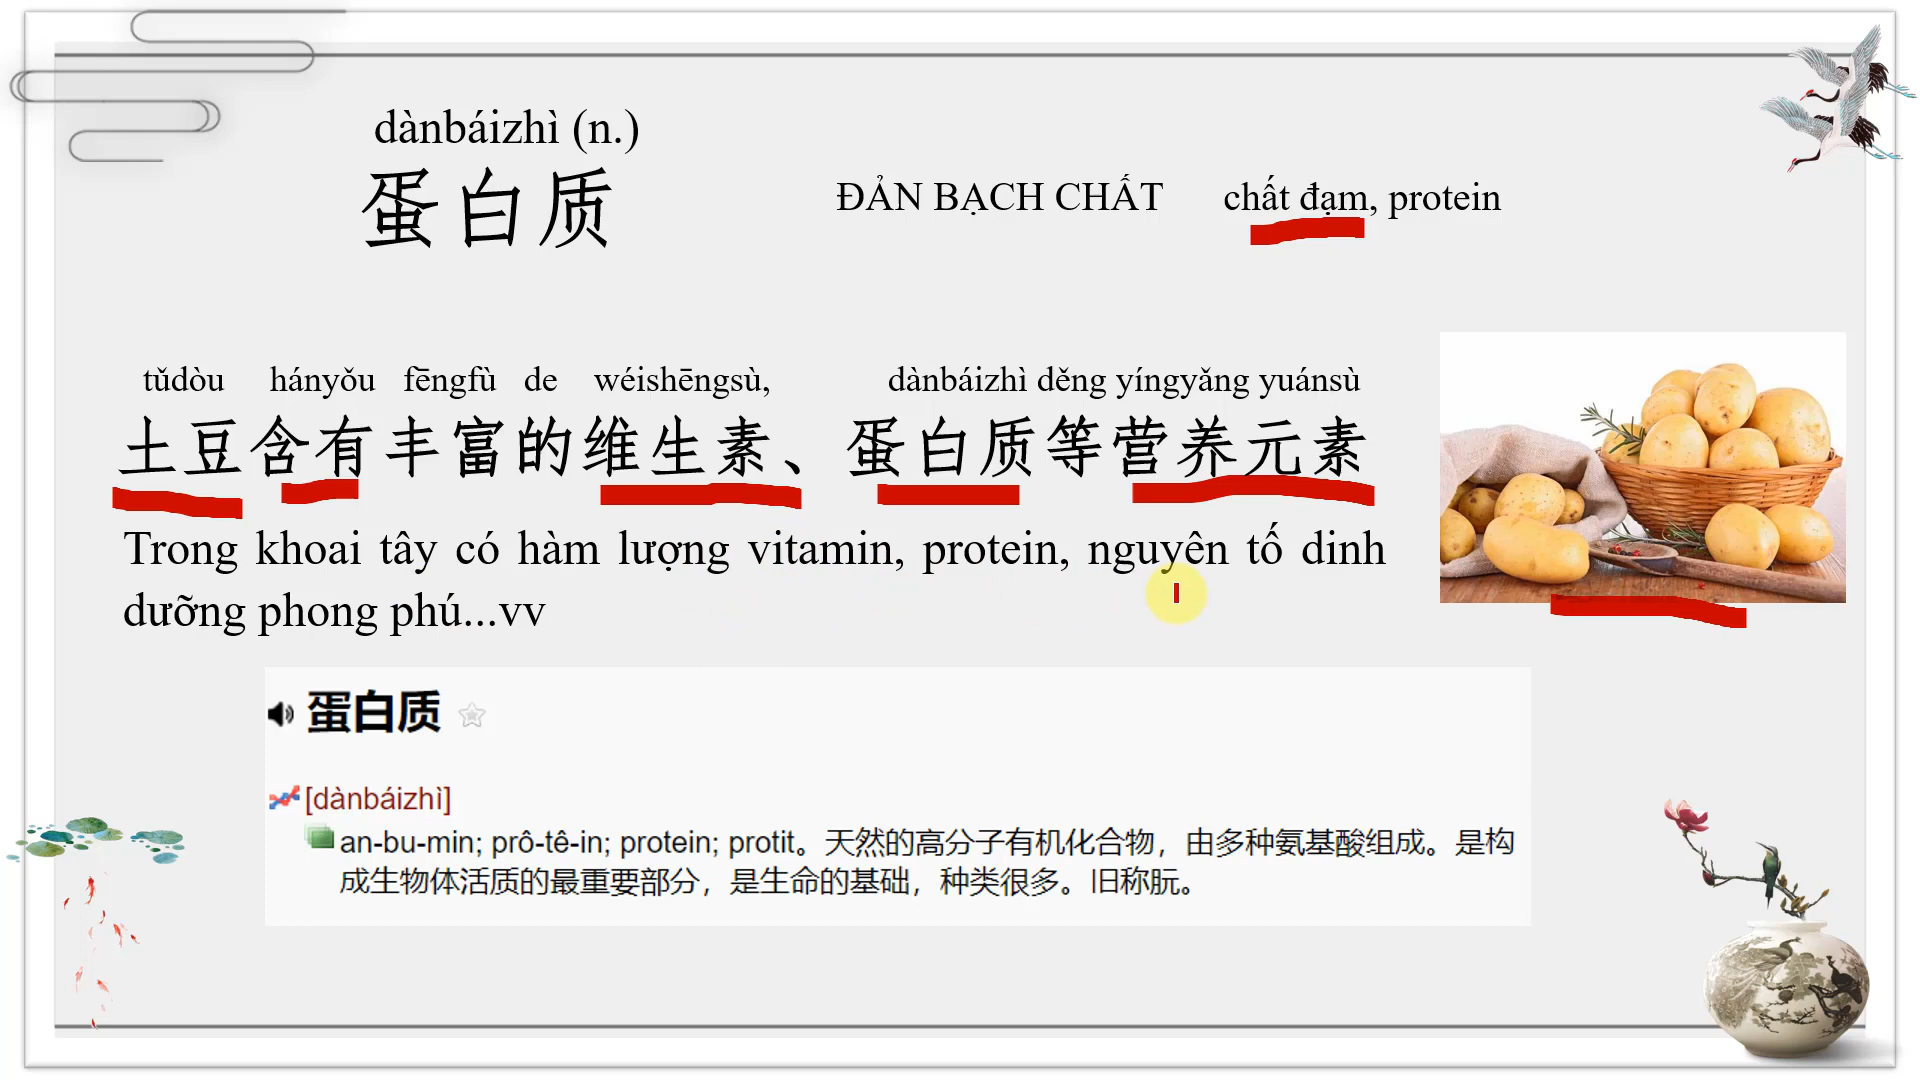 dànbáizhì (n.)
蛋白质
ĐẢN BẠCH CHẤT
chất đạm, protein
tǔdòu hányǒu fēngfù de wéishēngsù, dànbáizhì děng yíngyǎng yuánsù
土豆含有丰富的维生素、蛋白质等营养元素
Trong khoai tây có hàm lượng vitamin, protein, nguyên tố dinh
dưỡng phong phú...vv
蛋白质
[dànbáizhì]
an-bu-min; prô-tê-in; protein; protit。天然的高分子有机化合物，由多种氨基酸组成。是构
成生物体活质的最重要部分，是生命的基础，种类很多。旧称朊。